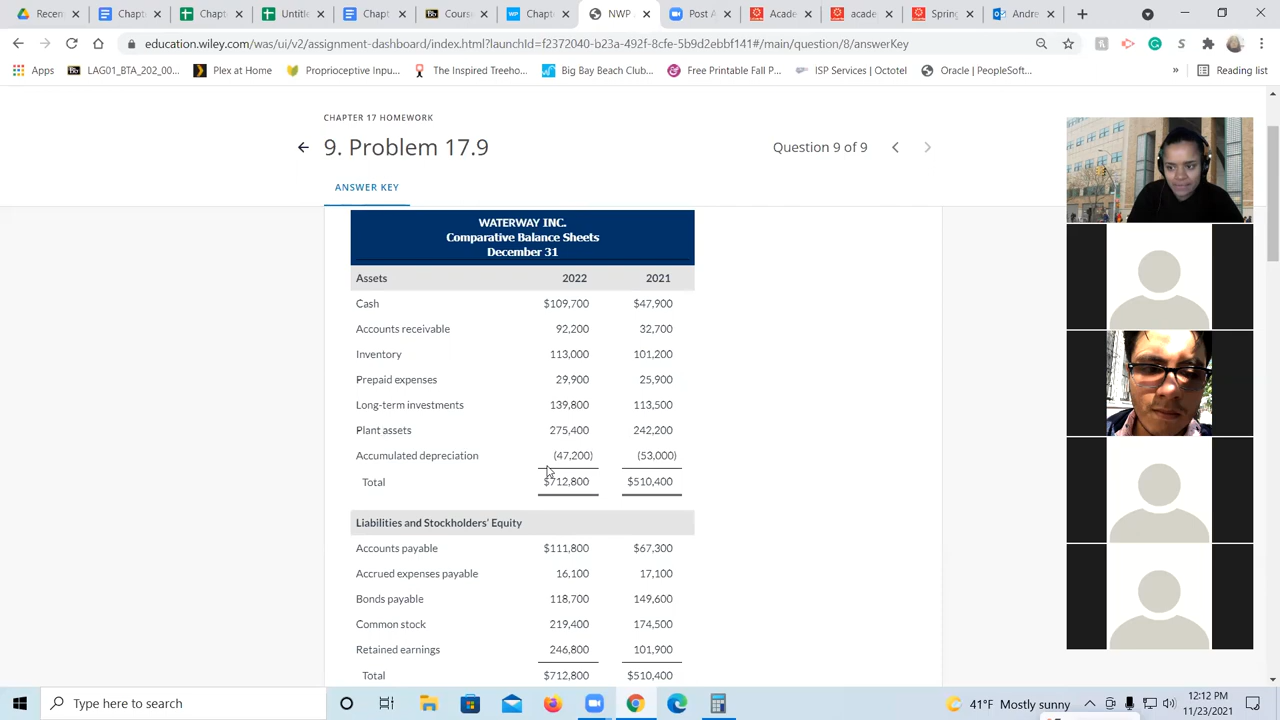 Recen
Chapt
Chapt
Untitle
Cours
Chapt
NWP
Post A
Acade
acade
Spring
Andre
education.wiley.com/was/ui/v2/assignment-dashboard/index.html?launchId=f2372040-b23a-492f-8cfe-5b9d2ebbf141#/main/question/8/answerKey
Apps
LAG01_BTA_202_00...
Plex at Home
Proprioceptive Inpu...
The Inspired Treeho...
Big Bay Beach Club...
Free Printable Fall P...
ISP Services | Octotel
Oracle | PeopleSoft...
»
Reading list
CHAPTER 17 HOMEWORK
9. Problem 17.9
Question 9 of 9
ANSWER KEY
WATERWAY INC.
Comparative Balance Sheets
December 31
Assets 2022 2021
Cash $109,700 $47,900
Accounts receivable 92,200 32,700
Inventory 113,000 101,200
Prepaid expenses 29,900 25,900
Long-term investments 139,800 113,500
Plant assets 275,400 242,200
Accumulated depreciation (47,200) (53,000)
Total $712,800 $510,400
Liabilities and Stockholders' Equity
Accounts payable $111,800 $67,300
Accrued expenses payable 16,100 17,100
Bonds payable 118,700 149,600
Common stock 219,400 174,500
Retained earnings 246,800 101,900
Total $712,800 $510,400
Type here to search
41°F Mostly sunny
12:12 PM
11/23/2021